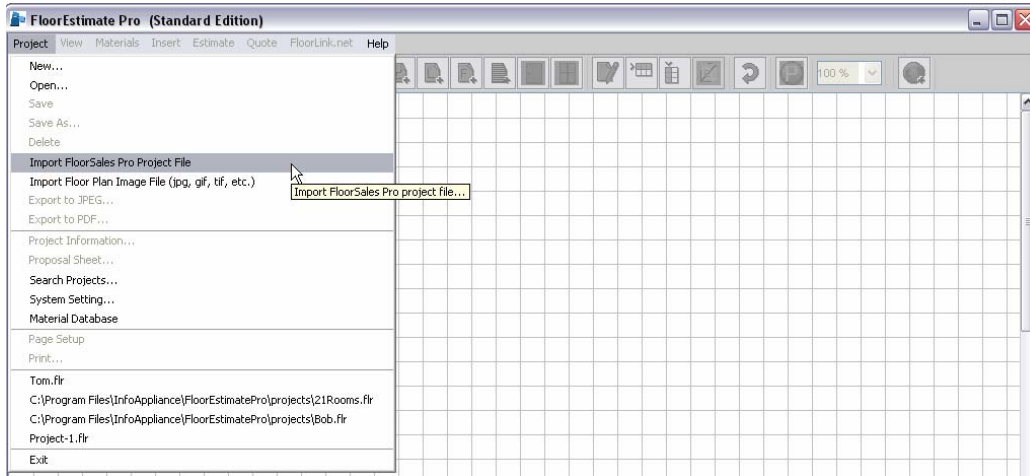 FloorEstimate Pro (Standard Edition)
Project View Materials Insert Estimate Quote FloorLink.net Help
New...
Open...
100 %
Save
Save As...
Delete
Import FloorSales Pro Project File
Import Floor Plan Image File (jpg, gif, tif, etc.)
Import FloorSales Pro project file...
Export to JPEG...
Export to PDF...
Project Information...
Proposal Sheet...
Search Projects...
System Setting...
Material Database
Page Setup
Print...
Tom.flr
C:\Program Files\InfoAppliance\FloorEstimatePro\projects\21Rooms.flr
C:\Program Files\InfoAppliance\FloorEstimatePro\projects\Bob.flr
Project-1.flr
Exit